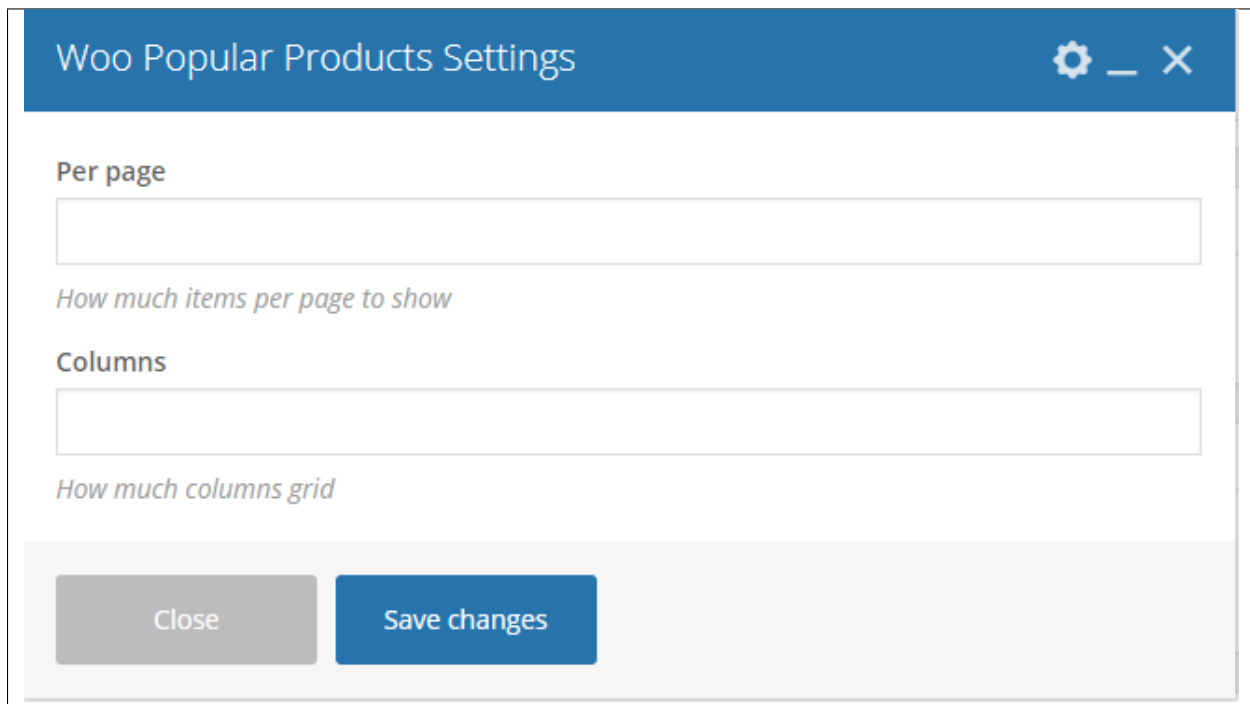 Woo Popular Products Settings
Per page
How much items per page to show
Columns
How much columns grid
Close
Save changes